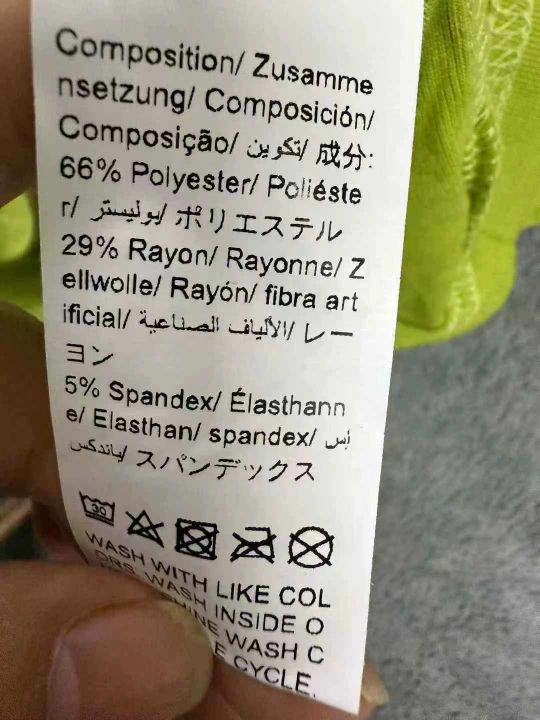 Composition/ Zusamme
nsetzung/ Composición/
Composição/ تكوين/ 成分:
66% Polyester/ Poliéste
r/ بوليستر/ ポリエステル
29% Rayon/ Rayonne/ Z
ellwolle/ Rayón/ fibra art
ificial/ الألياف الصناعية/ レー
ヨン
5% Spandex/ Élasthann
e/ Elasthan/ spandex/ إس
باندكس/ スパンデックス
30
WASH WITH LIKE COL
ORS. WASH INSIDE O
WASH C
CYCLE.